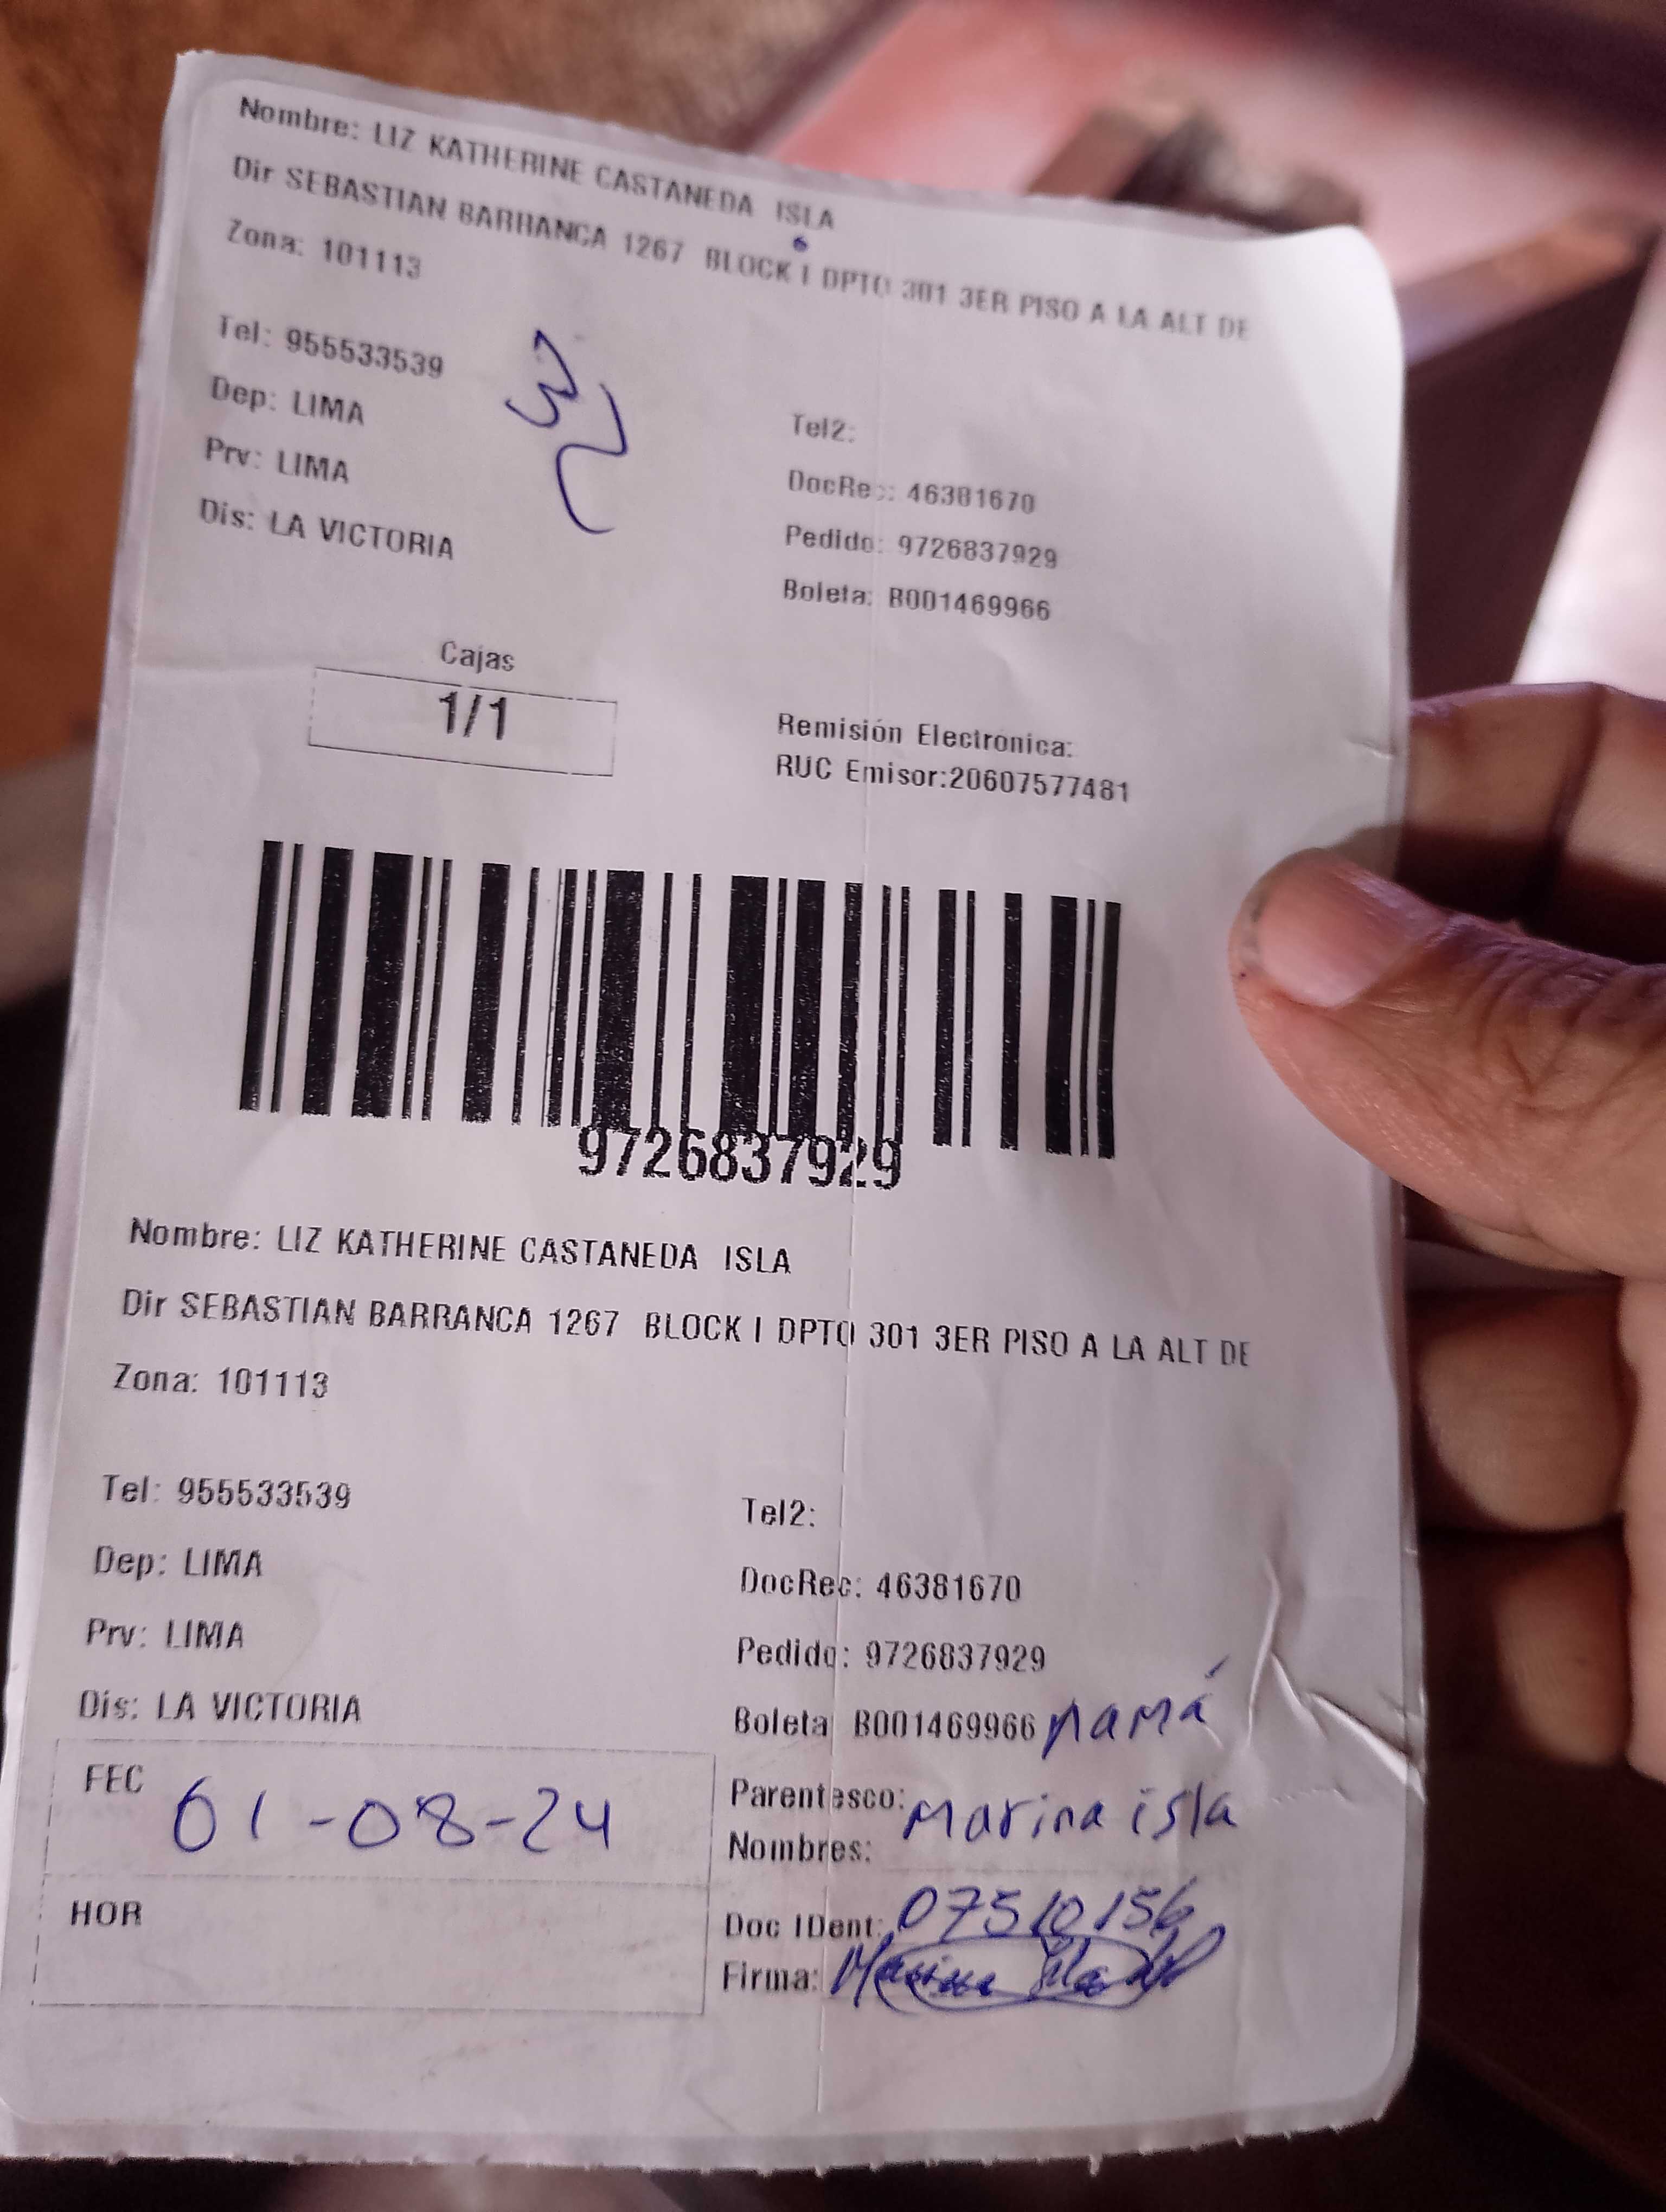 Nombre: LIZ KATHERINE CASTANEDA ISLA
6
Dir SEBASTIAN BARRANCA 1267 BLOCK I DPTO 301 3ER PISO A LA ALT DE
Zona: 101113
32
Tel: 955533539
Tel2:
Dep: LIMA
DocRec: 46381670
Prv: LIMA
Pedido: 9726837929
Dis: LA VICTORIA
Boleta: B001469966
Cajas
1/1
Remisión Electronica:
RUC Emisor:20607577481
9726837929
Nombre: LIZ KATHERINE CASTANEDA ISLA
Dir SEBASTIAN BARRANCA 1267 BLOCK I DPTO 301 3ER PISO A LA ALT DE
Zona: 101113
Tel: 955533539
Tel2:
Dep: LIMA
DocRec: 46381670
Prv: LIMA
Pedido: 9726837929
Dis: LA VICTORIA
Boleta B001469966 mamá
FEC 01-08-24
Parentesco: Marina isla
Nombres:
HOR
Doc IDent: 07510156
Firma: Marina Isla